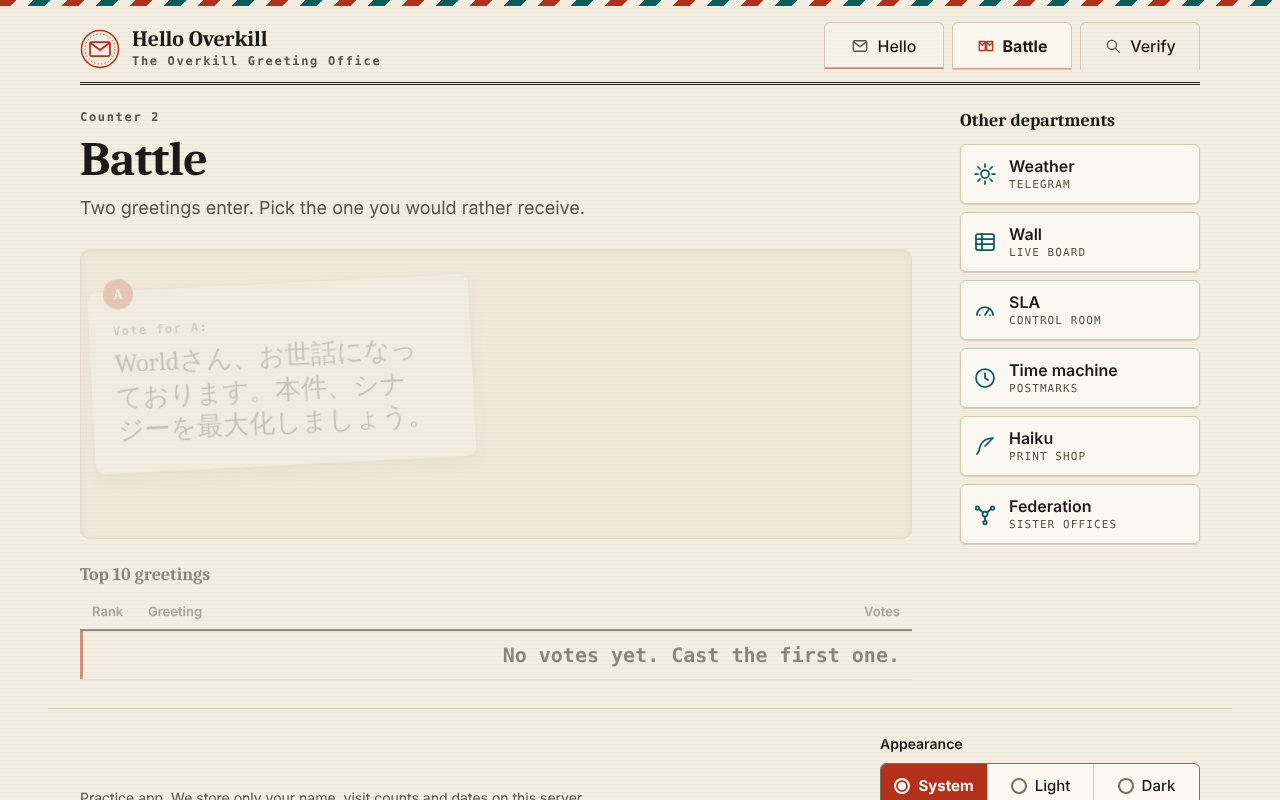 Hello Overkill
The Overkill Greeting Office
Hello
Battle
Verify
Counter 2
Battle
Two greetings enter. Pick the one you would rather receive.
A
Vote for A:
Worldさん、お世話になっ
ております。本件、シナ
ジーを最大化しましょう。
Top 10 greetings
Rank Greeting Votes
No votes yet. Cast the first one.
Other departments
Weather
TELEGRAM
Wall
LIVE BOARD
SLA
CONTROL ROOM
Time machine
POSTMARKS
Haiku
PRINT SHOP
Federation
SISTER OFFICES
Appearance
System Light Dark
Practice app. We store only your name, visit counts and dates on this server.